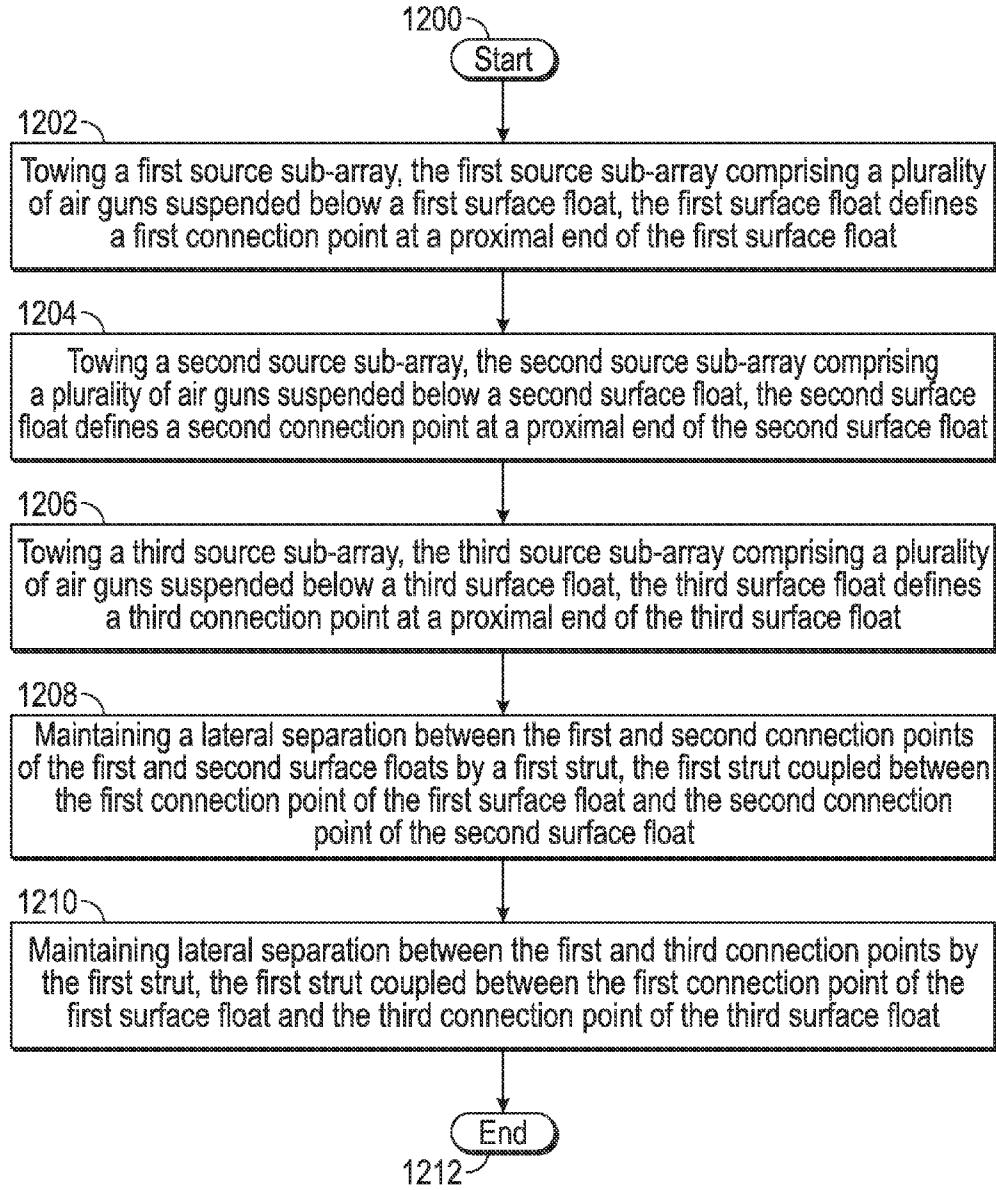 1200
Start
1202
Towing a first source sub-array, the first source sub-array comprising a plurality
of air guns suspended below a first surface float, the first surface float defines
a first connection point at a proximal end of the first surface float
1204
Towing a second source sub-array, the second source sub-array comprising
a plurality of air guns suspended below a second surface float, the second surface
float defines a second connection point at a proximal end of the second surface float
1206
Towing a third source sub-array, the third source sub-array comprising a plurality
of air guns suspended below a third surface float, the third surface float defines
a third connection point at a proximal end of the third surface float
1208
Maintaining a lateral separation between the first and second connection points
of the first and second surface floats by a first strut, the first strut coupled between
the first connection point of the first surface float and the second connection
point of the second surface float
1210
Maintaining lateral separation between the first and third connection points by
the first strut, the first strut coupled between the first connection point of the
first surface float and the third connection point of the third surface float
End
1212